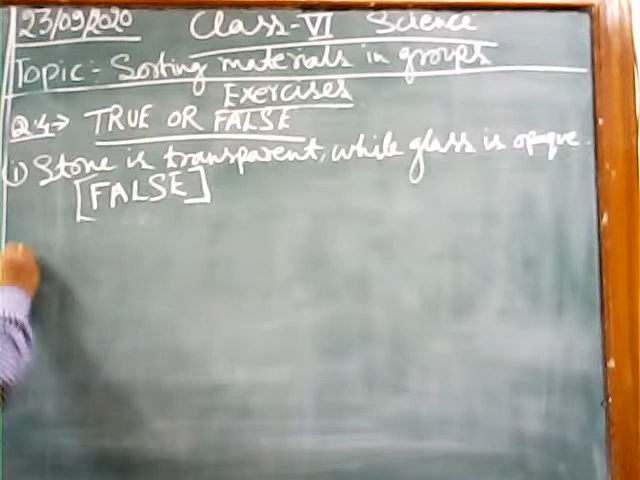 23/09/2020 Class-VI Science
Topic:- Sorting materials in groups
Exercises
Q.4→ TRUE OR FALSE
i) Stone is transparent, while glass is opaque.
[FALSE]